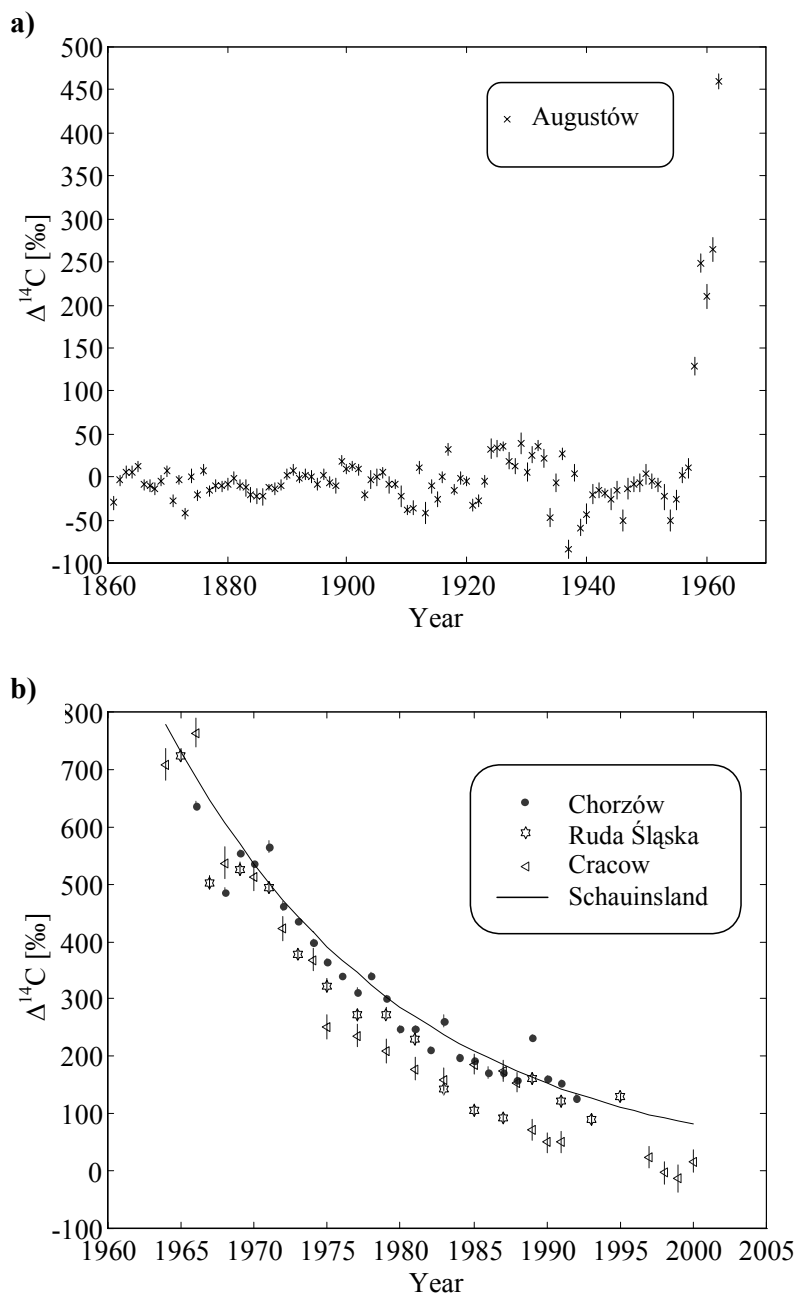 a)
500
450
400
350
300
250
200
150
100
50
0
-50
-100
Δ¹⁴C [‰]
× Augustów
1860 1880 1900 1920 1940 1960
Year
b)
800
700
600
500
400
300
200
100
0
-100
Δ¹⁴C [‰]
Chorzów
Ruda Śląska
Cracow
Schauinsland
1960 1965 1970 1975 1980 1985 1990 1995 2000 2005
Year